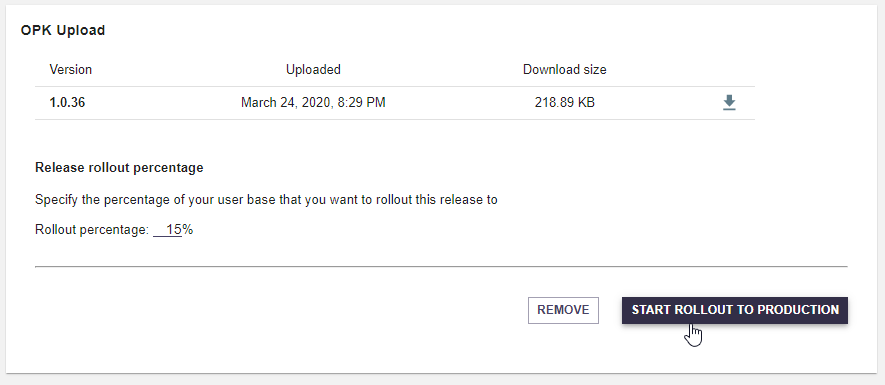 OPK Upload
Version Uploaded Download size
1.0.36 March 24, 2020, 8:29 PM 218.89 KB
Release rollout percentage
Specify the percentage of your user base that you want to rollout this release to
Rollout percentage: 15%
REMOVE START ROLLOUT TO PRODUCTION